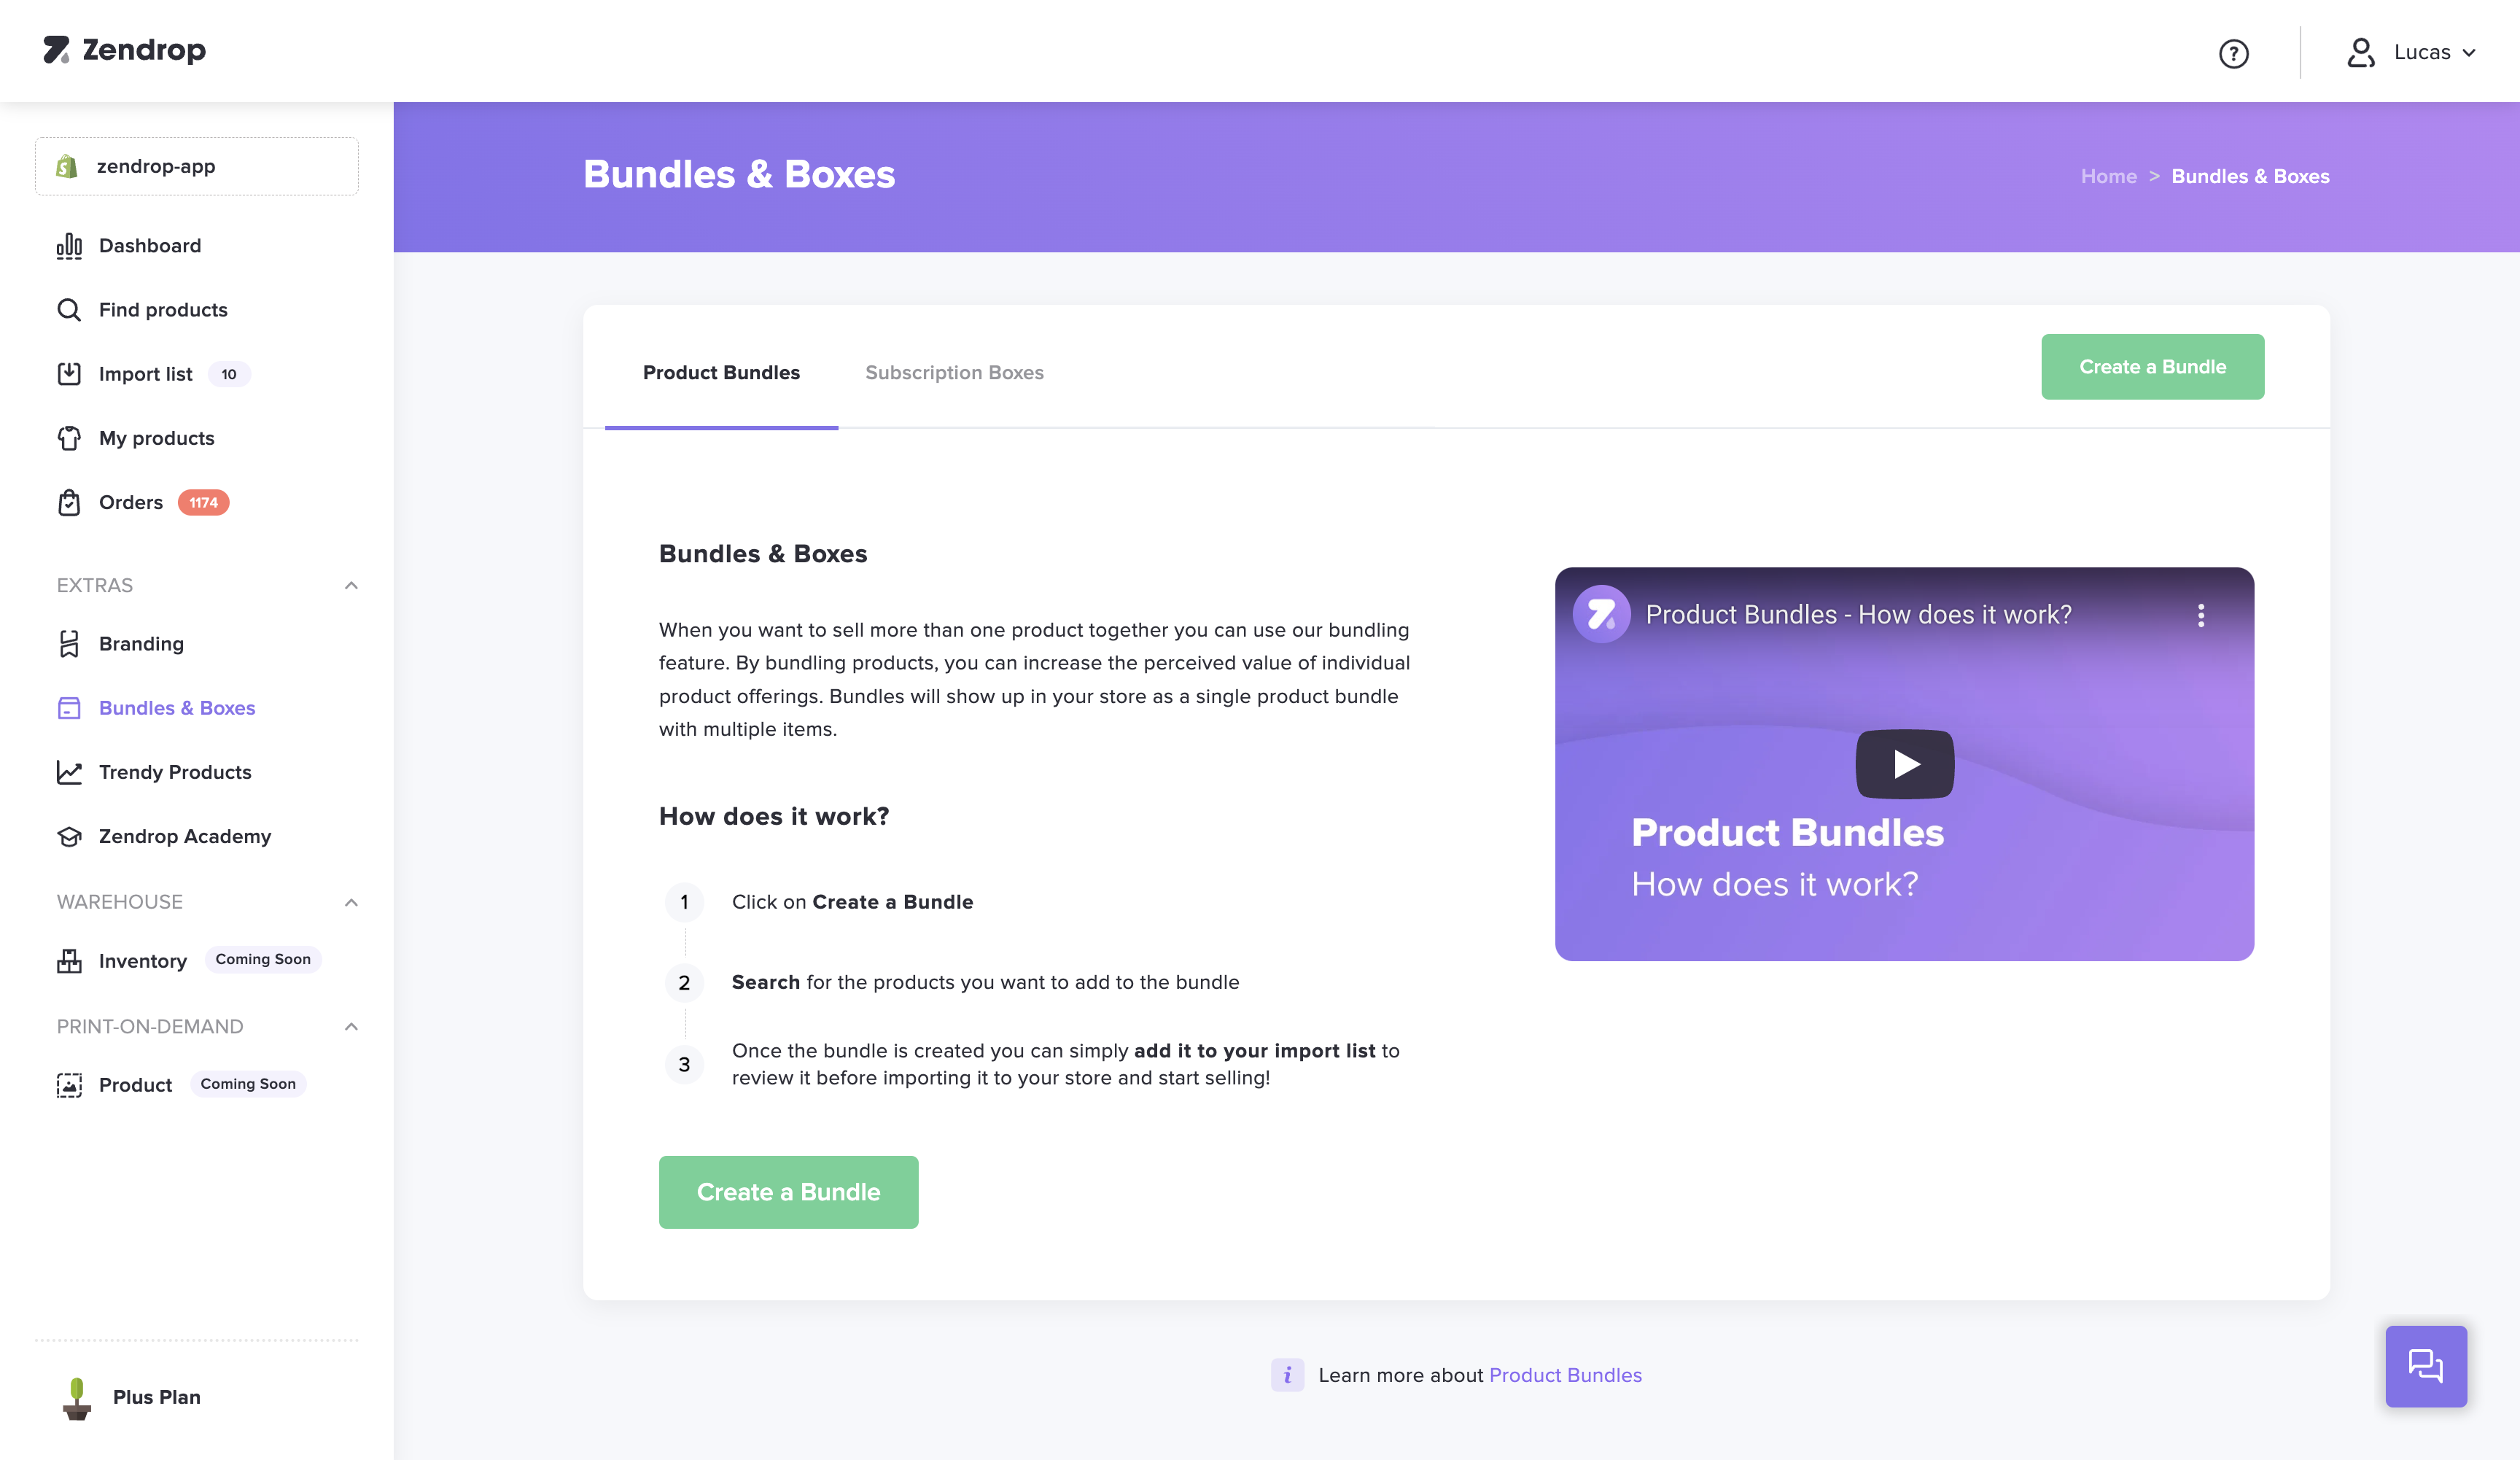 Zendrop
?
Lucas
zendrop-app
Dashboard
Find products
Import list 10
My products
Orders 1174
EXTRAS
Branding
Bundles & Boxes
Trendy Products
Zendrop Academy
WAREHOUSE
Inventory Coming Soon
PRINT-ON-DEMAND
Product Coming Soon
Plus Plan
Bundles & Boxes
Home > Bundles & Boxes
Product Bundles
Subscription Boxes
Create a Bundle
Bundles & Boxes
When you want to sell more than one product together you can use our bundling
feature. By bundling products, you can increase the perceived value of individual
product offerings. Bundles will show up in your store as a single product bundle
with multiple items.
How does it work?
1 Click on Create a Bundle
2 Search for the products you want to add to the bundle
3 Once the bundle is created you can simply add it to your import list to
review it before importing it to your store and start selling!
Create a Bundle
Product Bundles - How does it work?
Product Bundles
How does it work?
i Learn more about Product Bundles